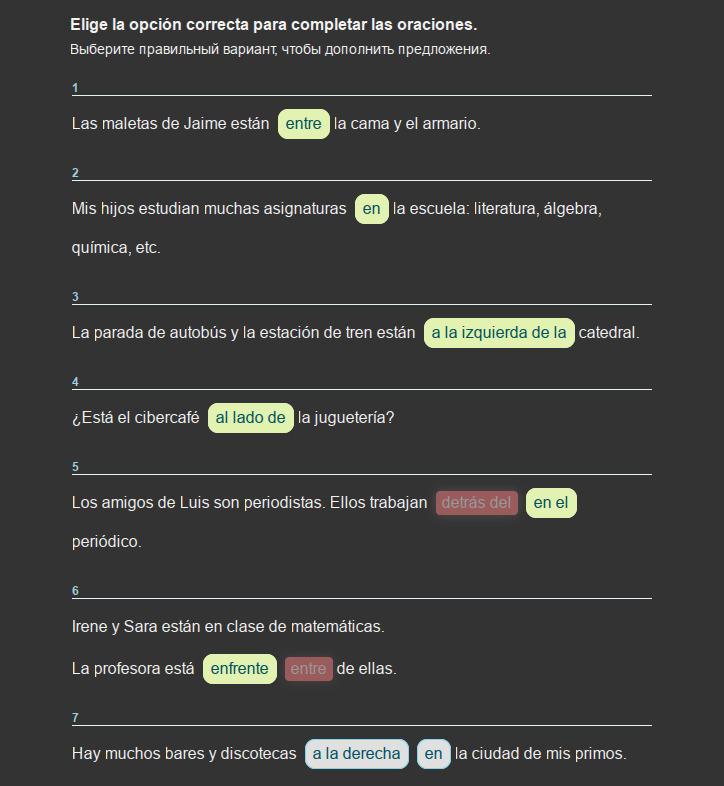 Elige la opción correcta para completar las oraciones.
Выберите правильный вариант, чтобы дополнить предложения.
1
Las maletas de Jaime están entre la cama y el armario.
2
Mis hijos estudian muchas asignaturas en la escuela: literatura, álgebra,
química, etc.
3
La parada de autobús y la estación de tren están a la izquierda de la catedral.
4
¿Está el cibercafé al lado de la juguetería?
5
Los amigos de Luis son periodistas. Ellos trabajan detrás del en el
periódico.
6
Irene y Sara están en clase de matemáticas.
La profesora está enfrente entre de ellas.
7
Hay muchos bares y discotecas a la derecha en la ciudad de mis primos.